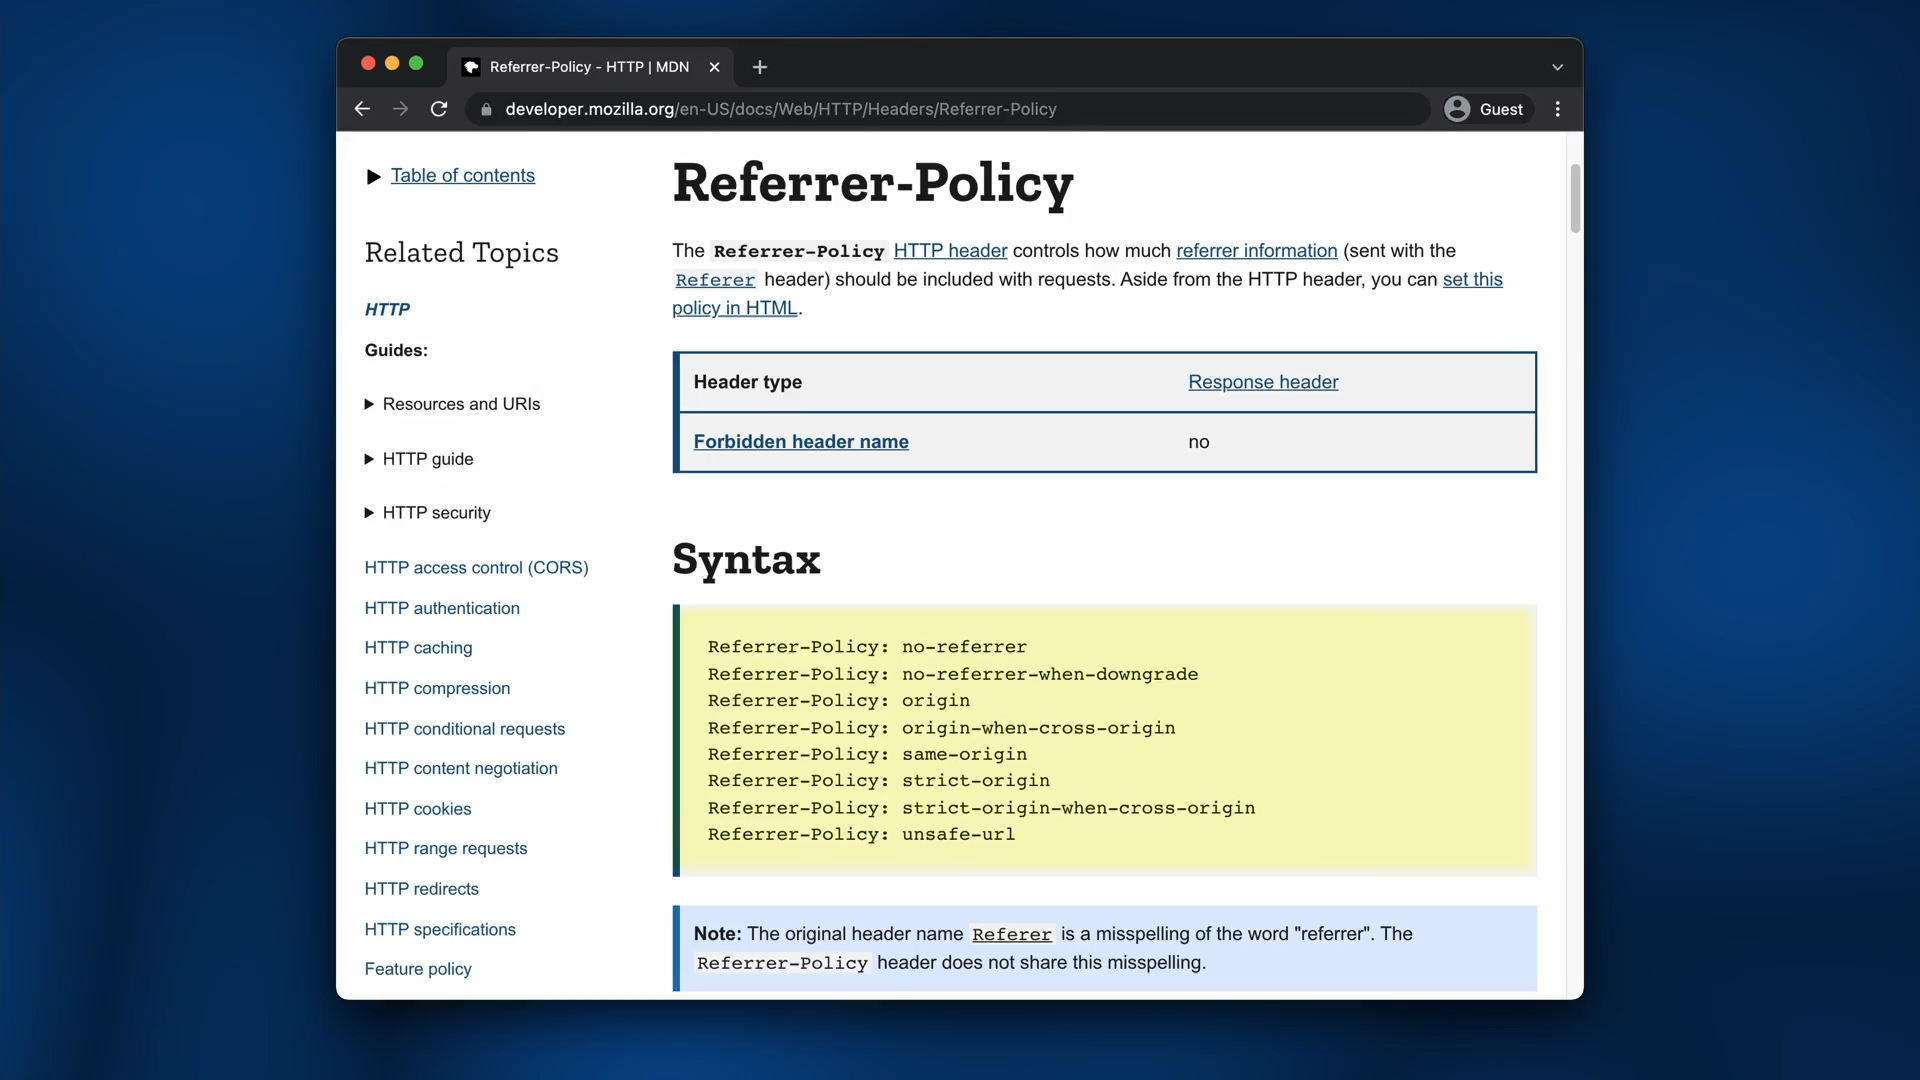 Referrer-Policy - HTTP | MDN
developer.mozilla.org/en-US/docs/Web/HTTP/Headers/Referrer-Policy
Guest
Table of contents
Related Topics
HTTP
Guides:
Resources and URIs
HTTP guide
HTTP security
HTTP access control (CORS)
HTTP authentication
HTTP caching
HTTP compression
HTTP conditional requests
HTTP content negotiation
HTTP cookies
HTTP range requests
HTTP redirects
HTTP specifications
Feature policy
Referrer-Policy
The Referrer-Policy HTTP header controls how much referrer information (sent with the
Referer header) should be included with requests. Aside from the HTTP header, you can set this
policy in HTML.
Header type Response header
Forbidden header name no
Syntax
Referrer-Policy: no-referrer
Referrer-Policy: no-referrer-when-downgrade
Referrer-Policy: origin
Referrer-Policy: origin-when-cross-origin
Referrer-Policy: same-origin
Referrer-Policy: strict-origin
Referrer-Policy: strict-origin-when-cross-origin
Referrer-Policy: unsafe-url
Note: The original header name Referer is a misspelling of the word "referrer". The
Referrer-Policy header does not share this misspelling.